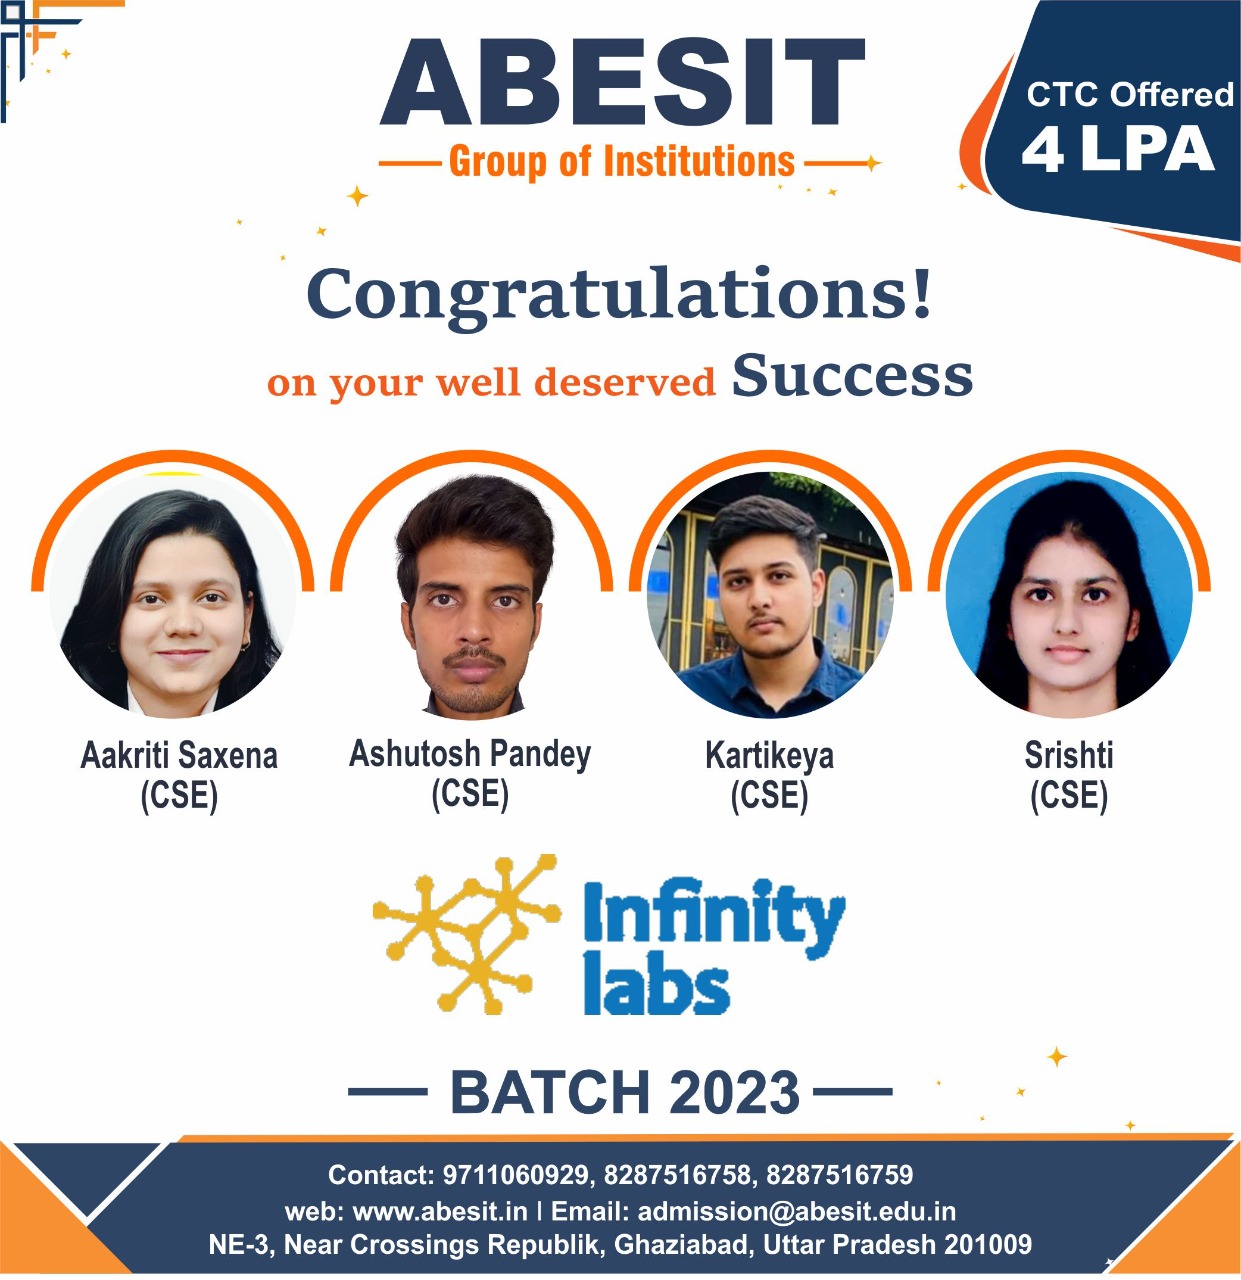 ABESIT
Group of Institutions
CTC Offered
4 LPA
Congratulations!
on your well deserved Success
Aakriti Saxena
(CSE)
Ashutosh Pandey
(CSE)
Kartikeya
(CSE)
Srishti
(CSE)
Infinity
labs
BATCH 2023
Contact: 9711060929, 8287516758, 8287516759
web: www.abesit.in | Email: admission@abesit.edu.in
NE-3, Near Crossings Republik, Ghaziabad, Uttar Pradesh 201009